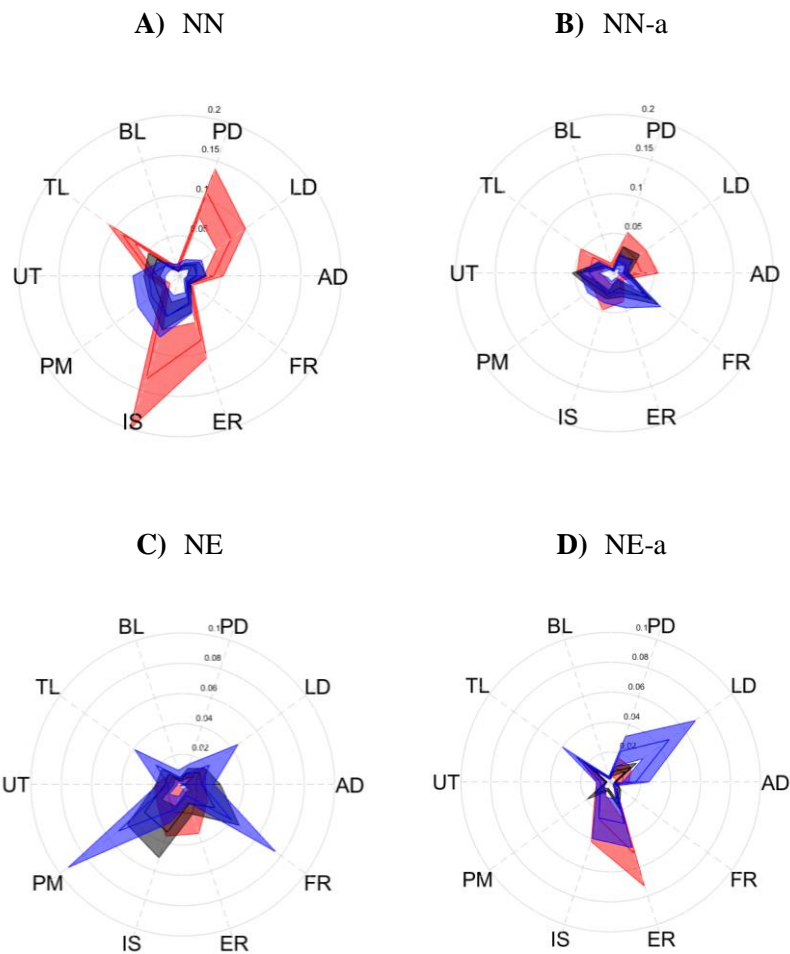 A) NN
B) NN-a
0.2
BL
PD
0.15
TL
0.1
LD
0.05
UT
AD
PM
FR
IS
ER
0.2
BL
PD
0.15
TL
0.1
LD
0.05
UT
AD
PM
FR
IS
ER
C) NE
D) NE-a
0.1
BL
PD
0.08
TL
0.06
LD
0.04
0.02
UT
AD
PM
FR
IS
ER
0.1
BL
PD
0.08
TL
0.06
LD
0.04
0.02
UT
AD
PM
FR
IS
ER